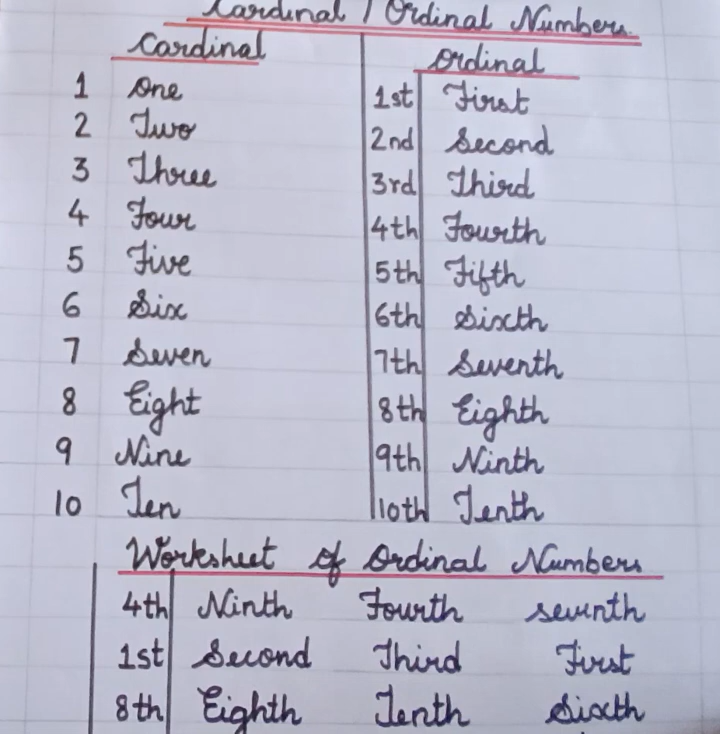 Cardinal / Ordinal Numbers
Cardinal Ordinal
1 One 1st First
2 Two 2nd Second
3 Three 3rd Third
4 Four 4th Fourth
5 Five 5th Fifth
6 Six 6th Sixth
7 Seven 7th Seventh
8 Eight 8th Eighth
9 Nine 9th Ninth
10 Ten 10th Tenth
Worksheet of Ordinal Numbers
4th Ninth Fourth seventh
1st Second Third First
8th Eighth Tenth Sixth